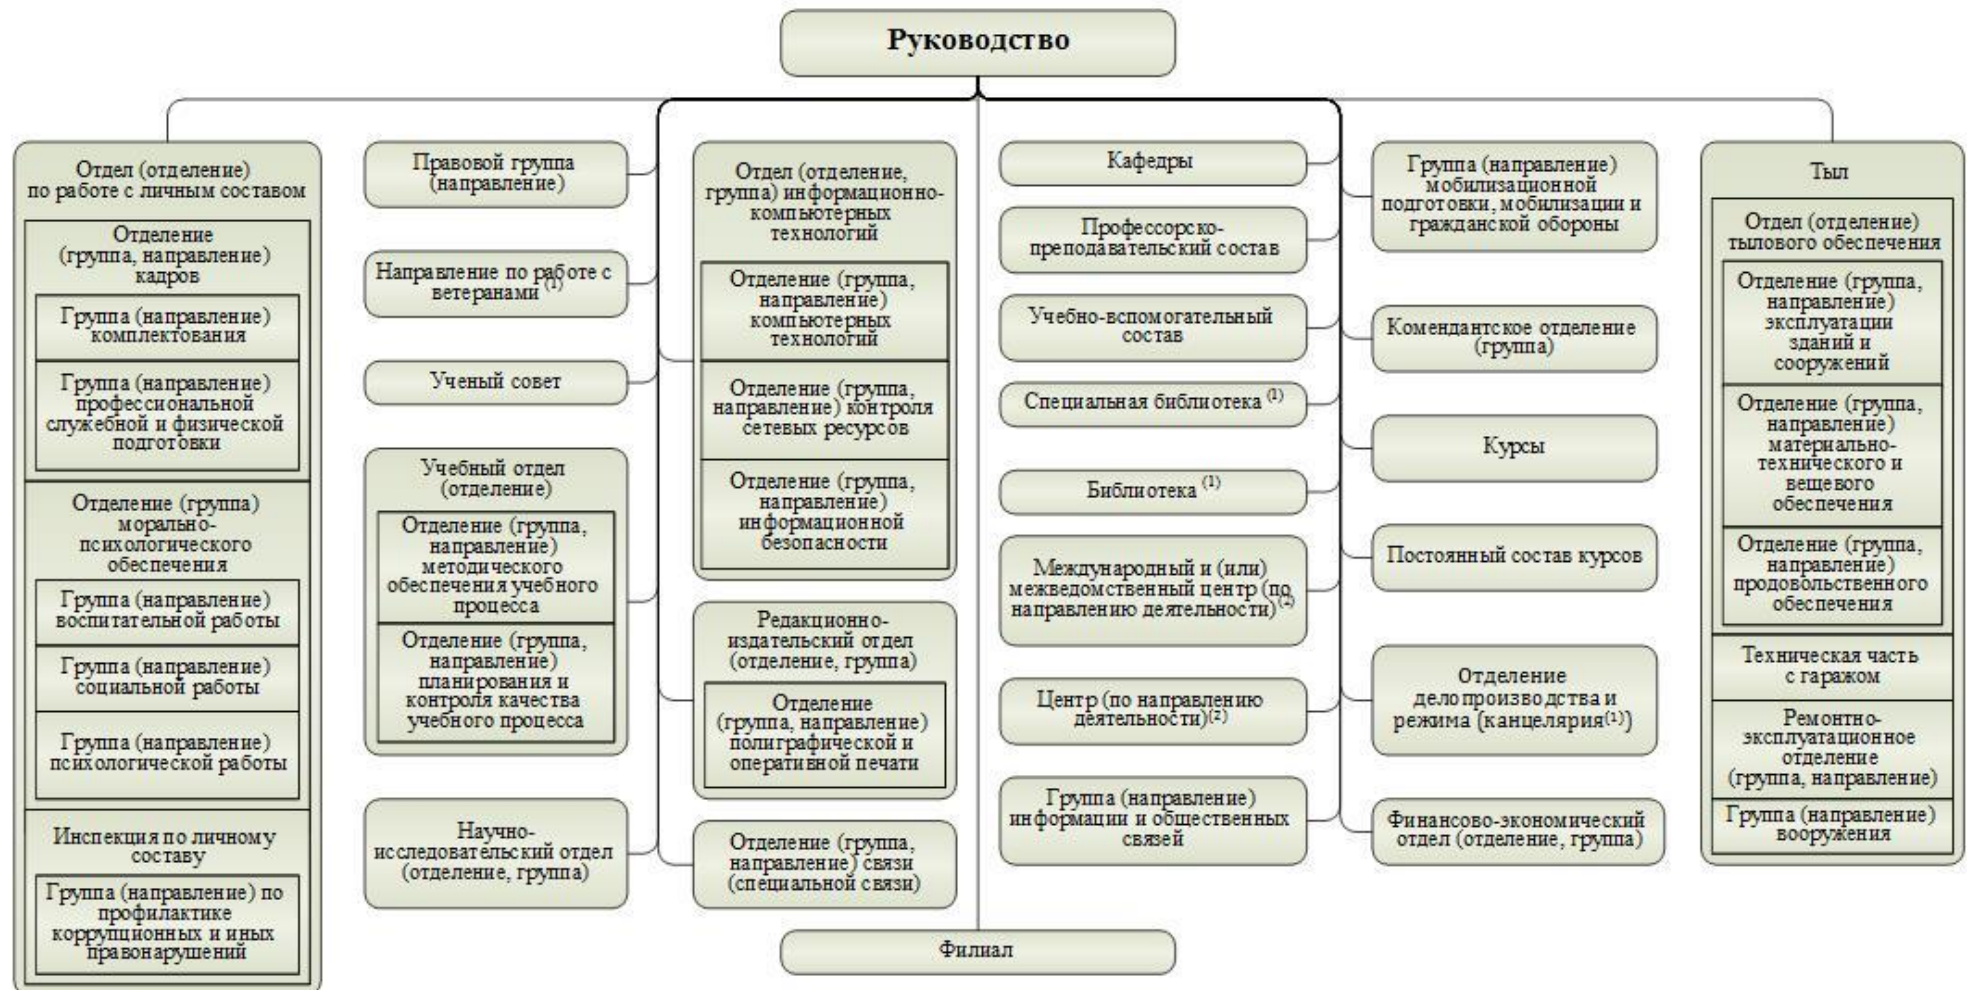 Руководство
Отдел (отделение)
по работе с личным составом
Отделение
(группа, направление)
кадров
Группа (направление)
комплектования
Группа (направление)
профессиональной
служебной и физической
подготовки
Отделение (группа)
морально-
психологического
обеспечения
Группа (направление)
воспитательной работы
Группа (направление)
социальной работы
Группа (направление)
психологической работы
Инспекция по личному
составу
Группа (направление) по
профилактике
коррупционных и иных
правонарушений
Правовой группа
(направление)
Направление по работе с
ветеранами (1)
Ученый совет
Учебный отдел
(отделение)
Отделение (группа,
направление)
методического
обеспечения учебного
процесса
Отделение (группа,
направление)
планирования и
контроля качества
учебного процесса
Научно-
исследовательский отдел
(отделение, группа)
Отдел (отделение,
группа) информационно-
компьютерных
технологий
Отделение (группа,
направление)
компьютерных
технологий
Отделение (группа,
направление) контроля
сетевых ресурсов
Отделение (группа,
направление)
информационной
безопасности
Редакционно-
издательский отдел
(отделение, группа)
Отделение
(группа, направление)
полиграфической и
оперативной печати
Отделение (группа,
направление) связи
(специальной связи)
Кафедры
Профессорско-
преподавательский состав
Учебно-вспомогательный
состав
Специальная библиотека (1)
Библиотека (1)
Международный и (или)
межведомственный центр (по
направлению деятельности)(2)
Центр (по направлению
деятельности)(2)
Группа (направление)
информации и общественных
связей
Группа (направление)
мобилизационной
подготовки, мобилизации и
гражданской обороны
Комендантское отделение
(группа)
Курсы
Постоянный состав курсов
Отделение
делопроизводства и
режима (канцелярия(1))
Финансово-экономический
отдел (отделение, группа)
Тыл
Отдел (отделение)
тылового обеспечения
Отделение (группа,
направление)
эксплуатации
зданий и
сооружений
Отделение (группа,
направление)
материально-
технического и
вещевого
обеспечения
Отделение (группа,
направление)
продовольственного
обеспечения
Техническая часть
с гаражом
Ремонтно-
эксплуатационное
отделение
(группа, направление)
Группа (направление)
вооружения
Филиал